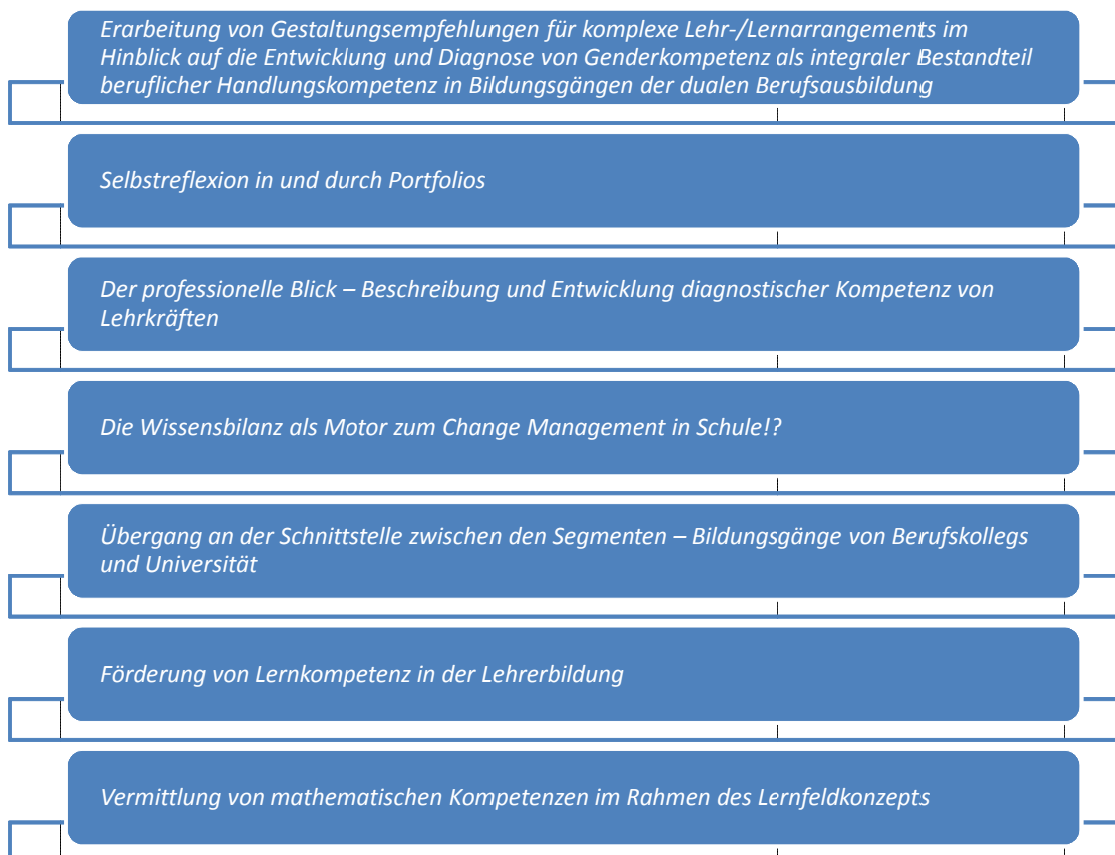 Erarbeitung von Gestaltungsempfehlungen für komplexe Lehr-/Lernarrangements im
Hinblick auf die Entwicklung und Diagnose von Genderkompetenz als integraler Bestandteil
beruflicher Handlungskompetenz in Bildungsgängen der dualen Berufsausbildung
Selbstreflexion in und durch Portfolios
Der professionelle Blick – Beschreibung und Entwicklung diagnostischer Kompetenz von
Lehrkräften
Die Wissensbilanz als Motor zum Change Management in Schule!?
Übergang an der Schnittstelle zwischen den Segmenten – Bildungsgänge von Berufskollegs
und Universität
Förderung von Lernkompetenz in der Lehrerbildung
Vermittlung von mathematischen Kompetenzen im Rahmen des Lernfeldkonzepts